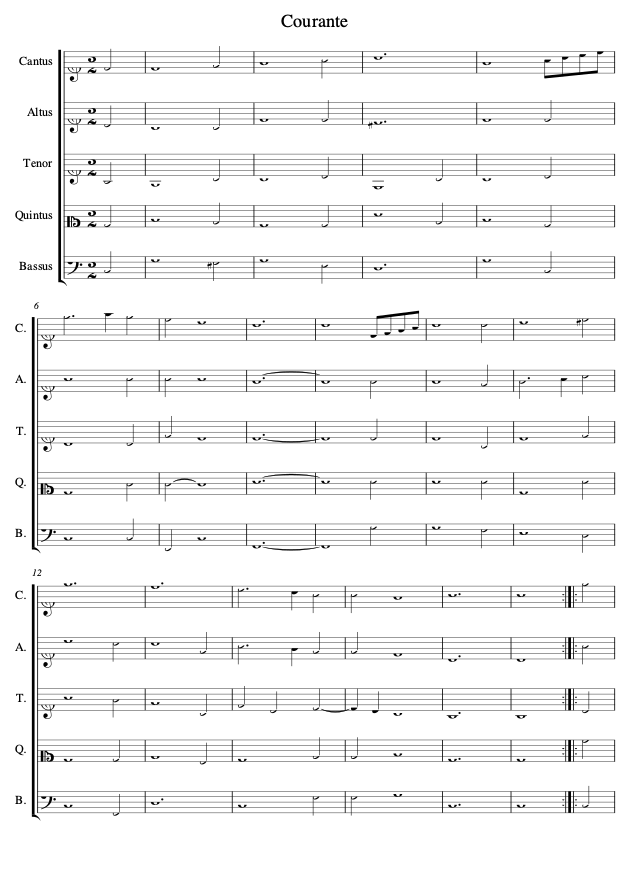 Courante
Cantus
Altus
Tenor
Quintus
Bassus
6
C.
A.
T.
Q.
B.
12
C.
A.
T.
Q.
B.